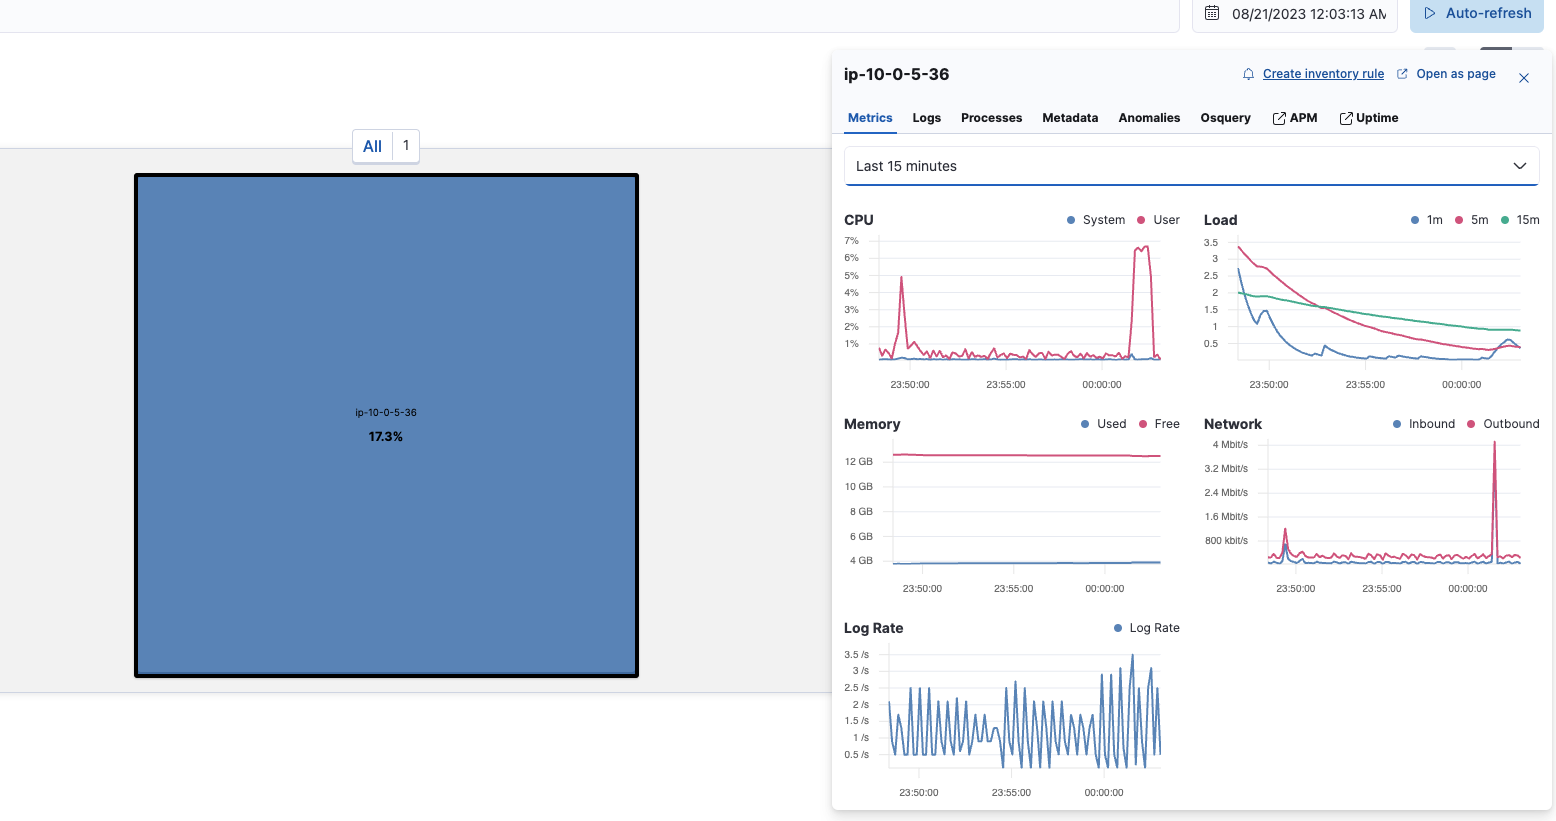 08/21/2023 12:03:13 AM
Auto-refresh
All 1
ip-10-0-5-36
17.3%
ip-10-0-5-36
Create inventory rule
Open as page
Metrics Logs Processes Metadata Anomalies Osquery APM Uptime
Last 15 minutes
CPU
System User
7%
6%
5%
4%
3%
2%
1%
23:50:00 23:55:00 00:00:00
Load
1m 5m 15m
3.5
3
2.5
2
1.5
1
0.5
23:50:00 23:55:00 00:00:00
Memory
Used Free
12 GB
10 GB
8 GB
6 GB
4 GB
23:50:00 23:55:00 00:00:00
Network
Inbound Outbound
4 Mbit/s
3.2 Mbit/s
2.4 Mbit/s
1.6 Mbit/s
800 kbit/s
23:50:00 23:55:00 00:00:00
Log Rate
Log Rate
3.5 /s
3 /s
2.5 /s
2 /s
1.5 /s
1 /s
0.5 /s
23:50:00 23:55:00 00:00:00